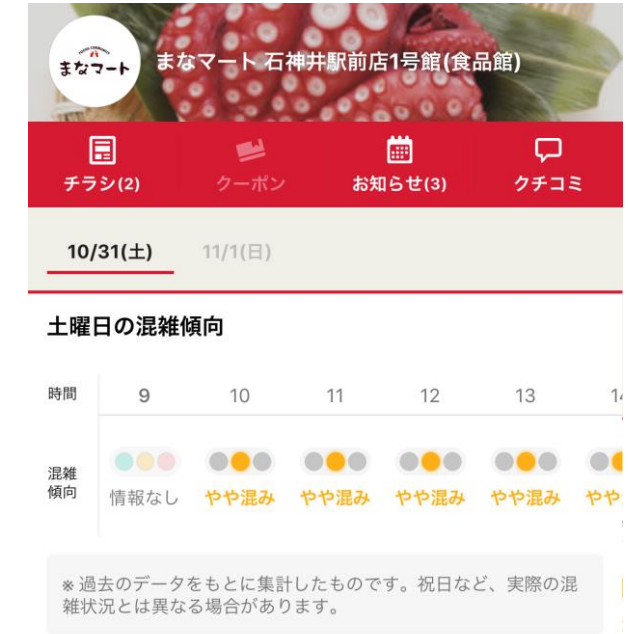 まなマート
まなマート 石神井駅前店1号館(食品館)
チラシ(2)
クーポン
お知らせ(3)
クチコミ
10/31(土)
11/1(日)
土曜日の混雑傾向
時間 9 10 11 12 13
混雑
傾向
情報なし やや混み やや混み やや混み やや混み やや
※ 過去のデータをもとに集計したものです。祝日など、実際の混
雑状況とは異なる場合があります。